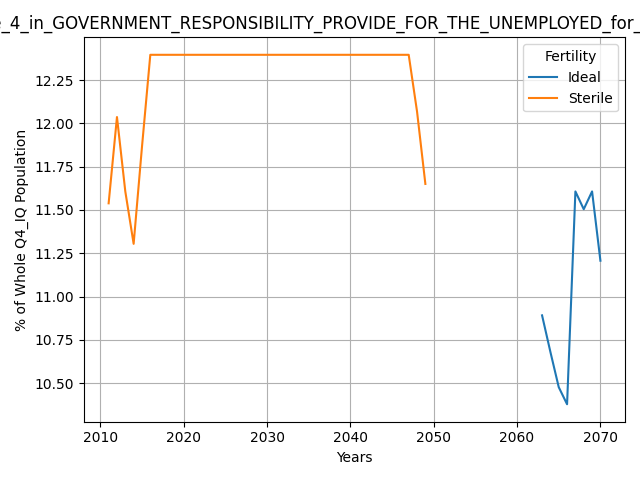 _4_in_GOVERNMENT_RESPONSIBILITY_PROVIDE_FOR_THE_UNEMPLOYED_for_
Fertility
Ideal
Sterile
% of Whole Q4_IQ Population
12.25
12.00
11.75
11.50
11.25
11.00
10.75
10.50
2010 2020 2030 2040 2050 2060 2070
Years